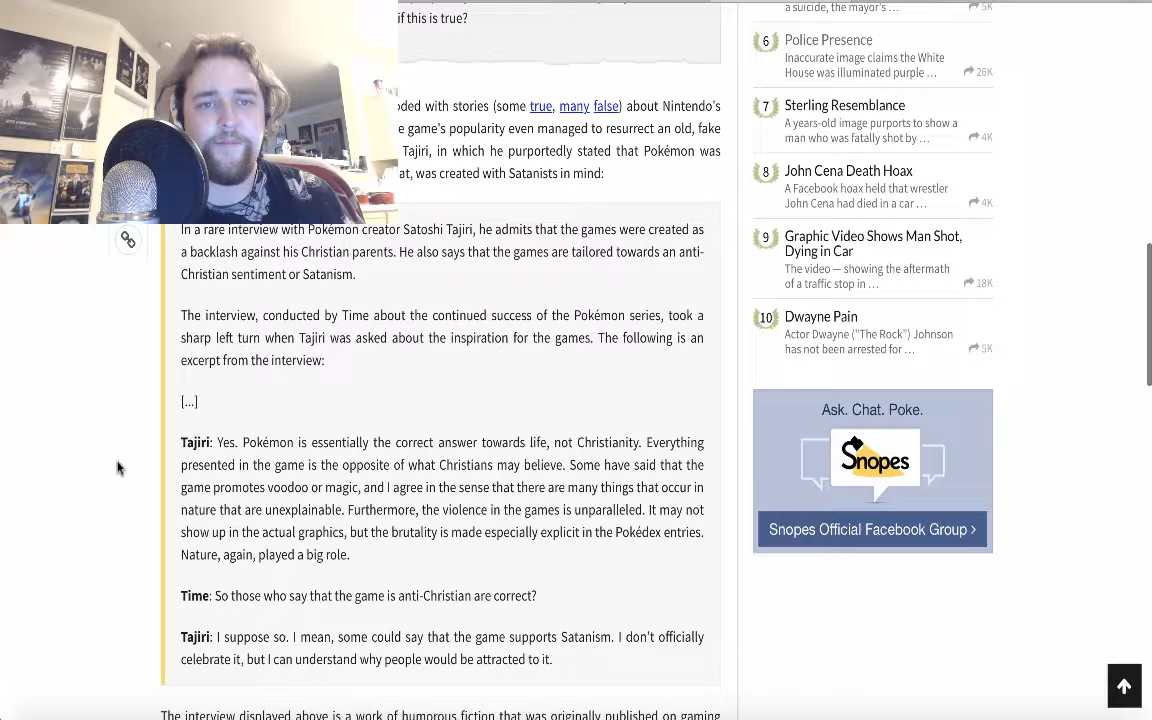 if this is true?
oded with stories (some true, many false) about Nintendo's
e game's popularity even managed to resurrect an old, fake
Tajiri, in which he purportedly stated that Pokémon was
at, was created with Satanists in mind:
In a rare interview with Pokémon creator Satoshi Tajiri, he admits that the games were created as
a backlash against his Christian parents. He also says that the games are tailored towards an anti-
Christian sentiment or Satanism.
The interview, conducted by Time about the continued success of the Pokémon series, took a
sharp left turn when Tajiri was asked about the inspiration for the games. The following is an
excerpt from the interview:
[...]
Tajiri: Yes. Pokémon is essentially the correct answer towards life, not Christianity. Everything
presented in the game is the opposite of what Christians may believe. Some have said that the
game promotes voodoo or magic, and I agree in the sense that there are many things that occur in
nature that are unexplainable. Furthermore, the violence in the games is unparalleled. It may not
show up in the actual graphics, but the brutality is made especially explicit in the Pokédex entries.
Nature, again, played a big role.
Time: So those who say that the game is anti-Christian are correct?
Tajiri: I suppose so. I mean, some could say that the game supports Satanism. I don't officially
celebrate it, but I can understand why people would be attracted to it.
The interview displayed above is a work of humorous fiction that was originally published on gaming
a suicide, the mayor's ...
5K
6 Police Presence
Inaccurate image claims the White
House was illuminated purple ...
26K
7 Sterling Resemblance
A years-old image purports to show a
man who was fatally shot by ...
4K
8 John Cena Death Hoax
A Facebook hoax held that wrestler
John Cena had died in a car ...
4K
9 Graphic Video Shows Man Shot,
Dying in Car
The video — showing the aftermath
of a traffic stop in ...
18K
10 Dwayne Pain
Actor Dwayne ("The Rock") Johnson
has not been arrested for ...
5K
Ask. Chat. Poke.
Snopes
Snopes Official Facebook Group >